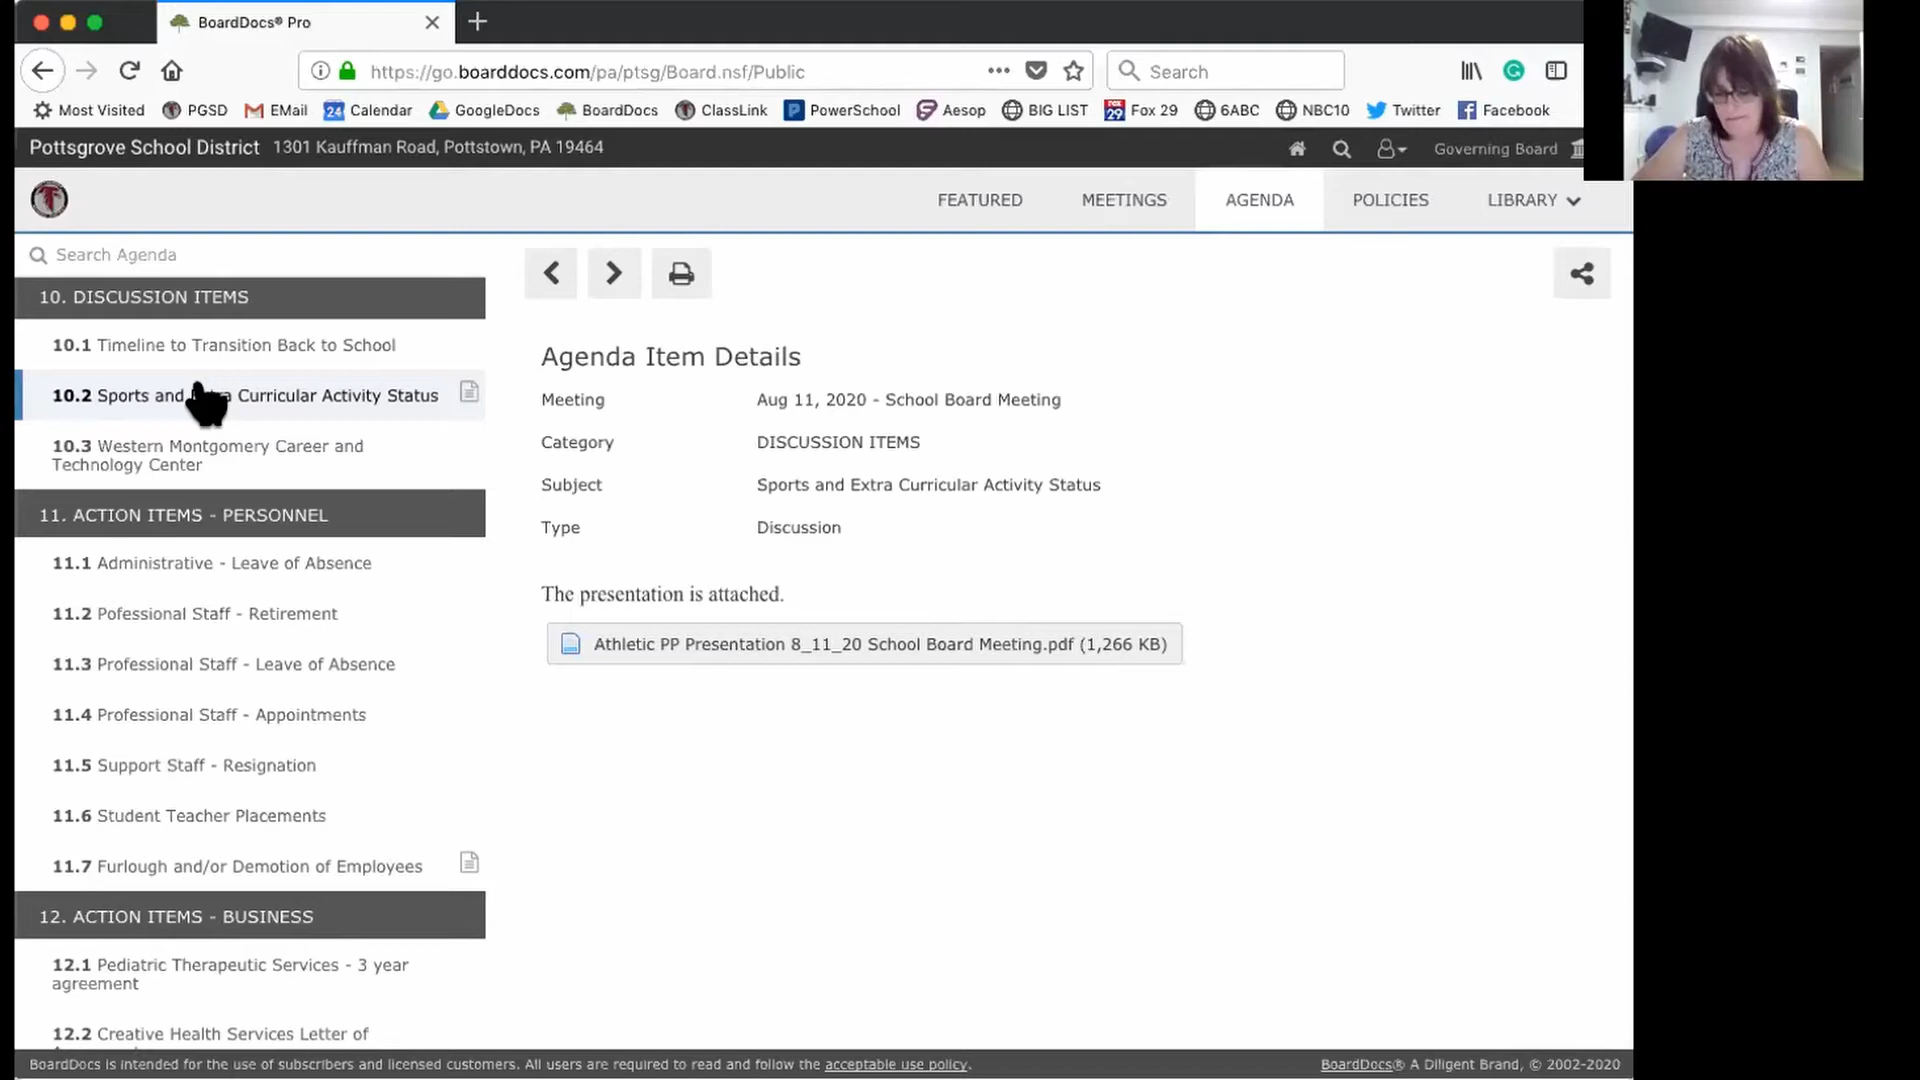 BoardDocs® Pro
https://go.boarddocs.com/pa/ptsg/Board.nsf/Public
Search
Most Visited PGSD EMail 24 Calendar GoogleDocs BoardDocs ClassLink PowerSchool Aesop BIG LIST Fox 29 6ABC NBC10 Twitter Facebook
Pottsgrove School District 1301 Kauffman Road, Pottstown, PA 19464
Governing Board
FEATURED MEETINGS AGENDA POLICIES LIBRARY
Search Agenda
10. DISCUSSION ITEMS
10.1 Timeline to Transition Back to School
10.2 Sports and Curricular Activity Status
10.3 Western Montgomery Career and
Technology Center
11. ACTION ITEMS - PERSONNEL
11.1 Administrative - Leave of Absence
11.2 Pofessional Staff - Retirement
11.3 Professional Staff - Leave of Absence
11.4 Professional Staff - Appointments
11.5 Support Staff - Resignation
11.6 Student Teacher Placements
11.7 Furlough and/or Demotion of Employees
12. ACTION ITEMS - BUSINESS
12.1 Pediatric Therapeutic Services - 3 year
agreement
12.2 Creative Health Services Letter of
Agenda Item Details
Meeting Aug 11, 2020 - School Board Meeting
Category DISCUSSION ITEMS
Subject Sports and Extra Curricular Activity Status
Type Discussion
The presentation is attached.
Athletic PP Presentation 8_11_20 School Board Meeting.pdf (1,266 KB)
BoardDocs is intended for the use of subscribers and licensed customers. All users are required to read and follow the acceptable use policy.
BoardDocs® A Diligent Brand, © 2002-2020